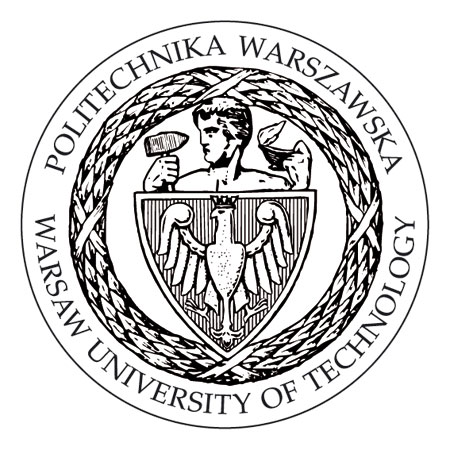 POLITECHNIKA WARSZAWSKA
WARSAW UNIVERSITY OF TECHNOLOGY